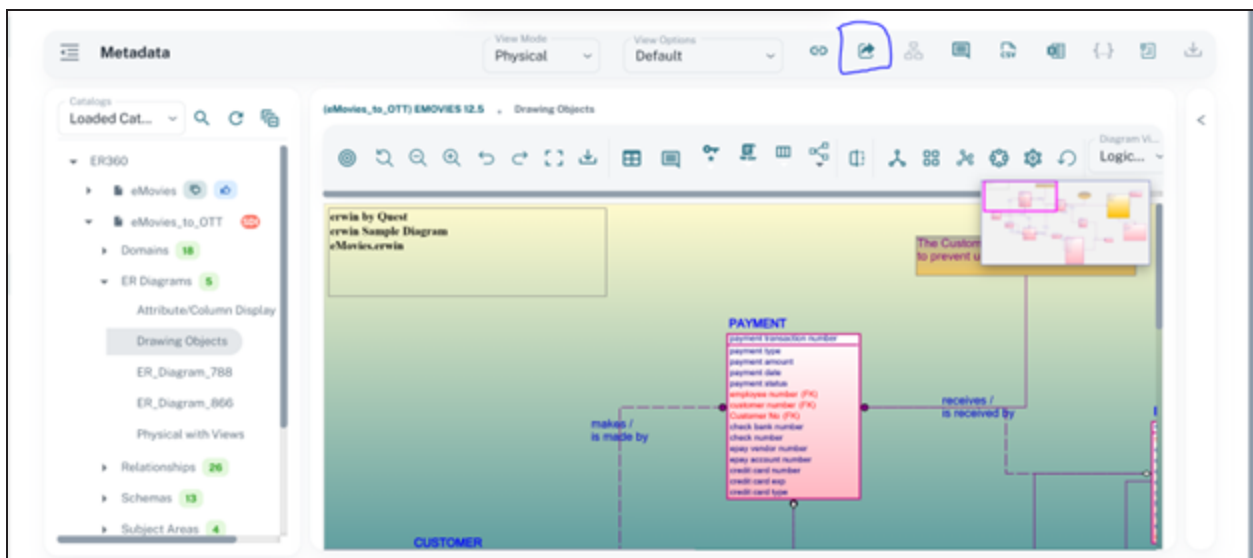 Metadata
View Mode
Physical
View Options
Default
CSV
Catalogs
Loaded Cat...
ER360
eMovies
eMovies_to_OTT
Domains 18
ER Diagrams 5
Attribute/Column Display
Drawing Objects
ER_Diagram_788
ER_Diagram_866
Physical with Views
Relationships 26
Schemas 13
Subject Areas 4
(eMovies_to_OTT) EMOVIES 12.5 , Drawing Objects
Diagram Vi...
Logic...
erwin by Quest
erwin Sample Diagram
eMovies.erwin
The Custom
to prevent u
PAYMENT
payment transaction number
payment type
payment amount
payment date
payment status
employee number (FK)
customer number (FK)
Customer No (FK)
check bank number
check number
epay vendor number
epay account number
credit card number
credit card exp
credit card type
makes /
is made by
receives /
is received by
CUSTOMER